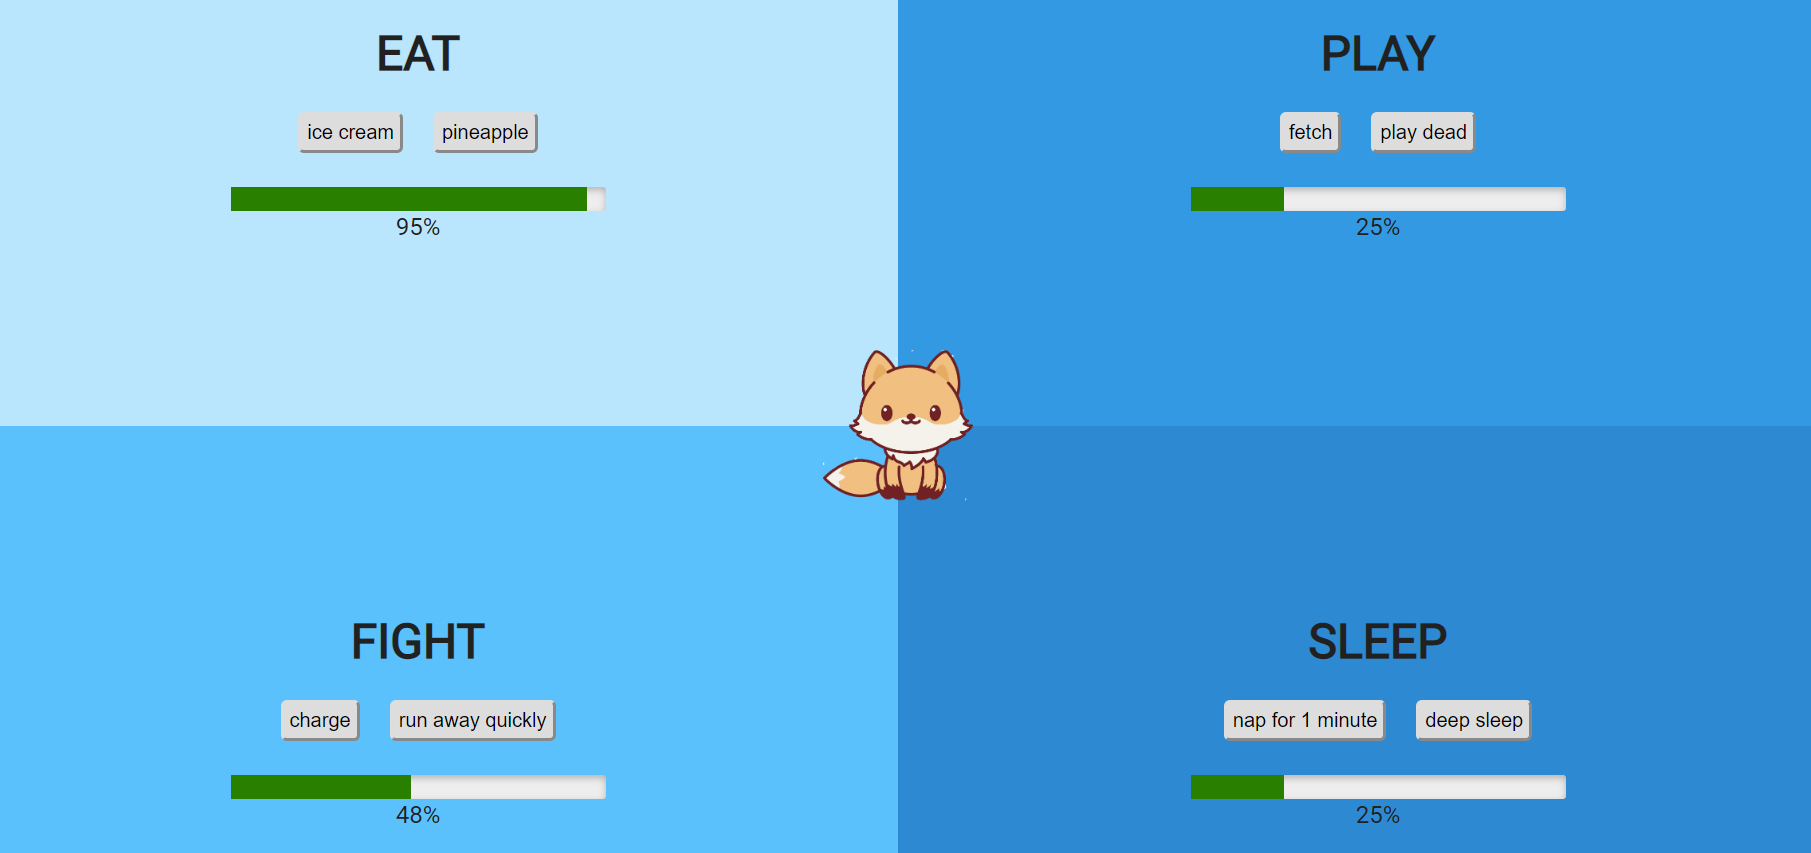 EAT
ice cream
pineapple
95%
PLAY
fetch
play dead
25%
FIGHT
charge
run away quickly
48%
SLEEP
nap for 1 minute
deep sleep
25%